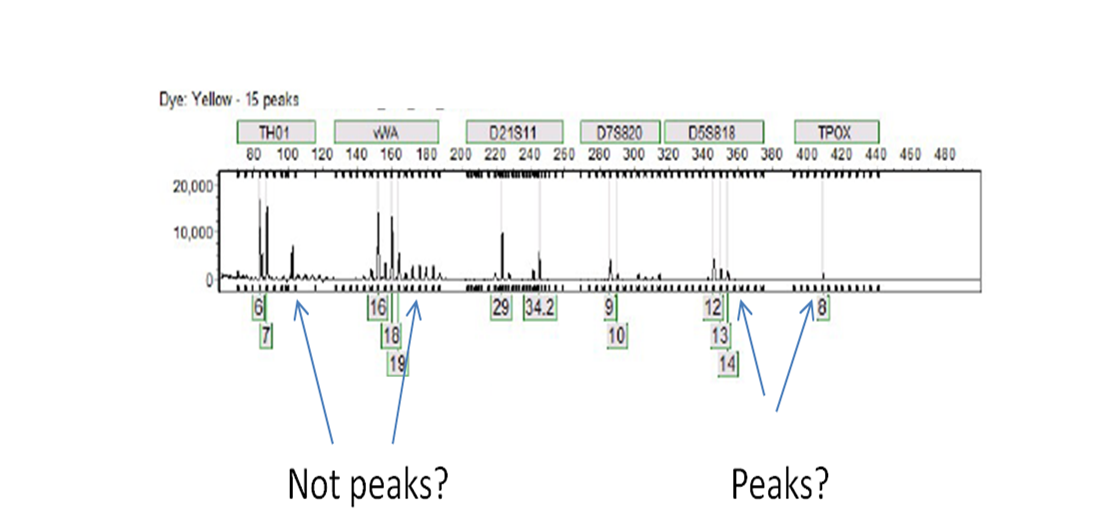 Dye: Yellow - 15 peaks
TH01 vWA D21S11 D7S820 D5S818 TPOX
80 100 120 140 160 180 200 220 240 260 280 300 320 340 360 380 400 420 440 460 480
20,000
10,000
0
6 16 29 34.2 9 12 8
7 18 10 13
19 14
Not peaks? Peaks?